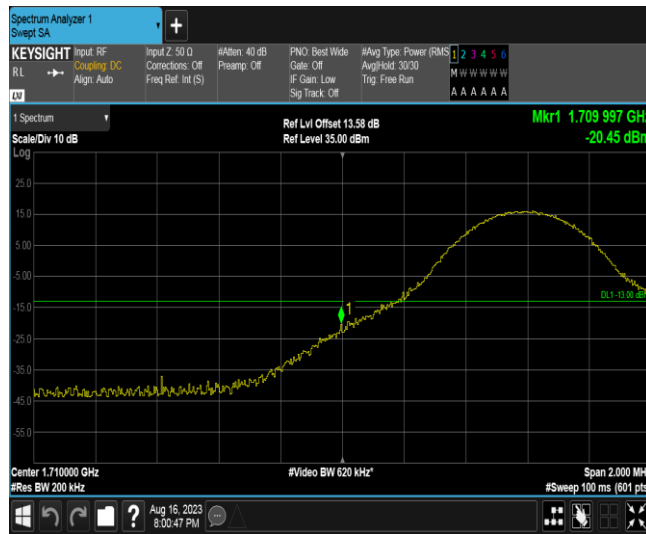 Spectrum Analyzer 1
Swept SA
+
KEYSIGHT Input: RF Input Z: 50 Ω #Atten: 40 dB PNO: Best Wide #Avg Type: Power (RMS 1 2 3 4 5 6
RL Coupling: DC Corrections: Off Preamp: Off Gate: Off Avg|Hold: 30/30 M W W W W W
Align: Auto Freq Ref: Int (S) IF Gain: Low Trig: Free Run
LXI Sig Track: Off A A A A A A
1 Spectrum Ref Lvl Offset 13.58 dB Mkr1 1.709 997 GH
Scale/Div 10 dB Ref Level 35.00 dBm -20.45 dBm
Log
25.0
15.0
5.00
-5.00
DL1 -13.00 dB
-15.0 1
-25.0
-35.0
-45.0
-55.0
Center 1.710000 GHz #Video BW 620 kHz* Span 2.000 MH
#Res BW 200 kHz #Sweep 100 ms (601 pts
? Aug 16, 2023
8:00:47 PM